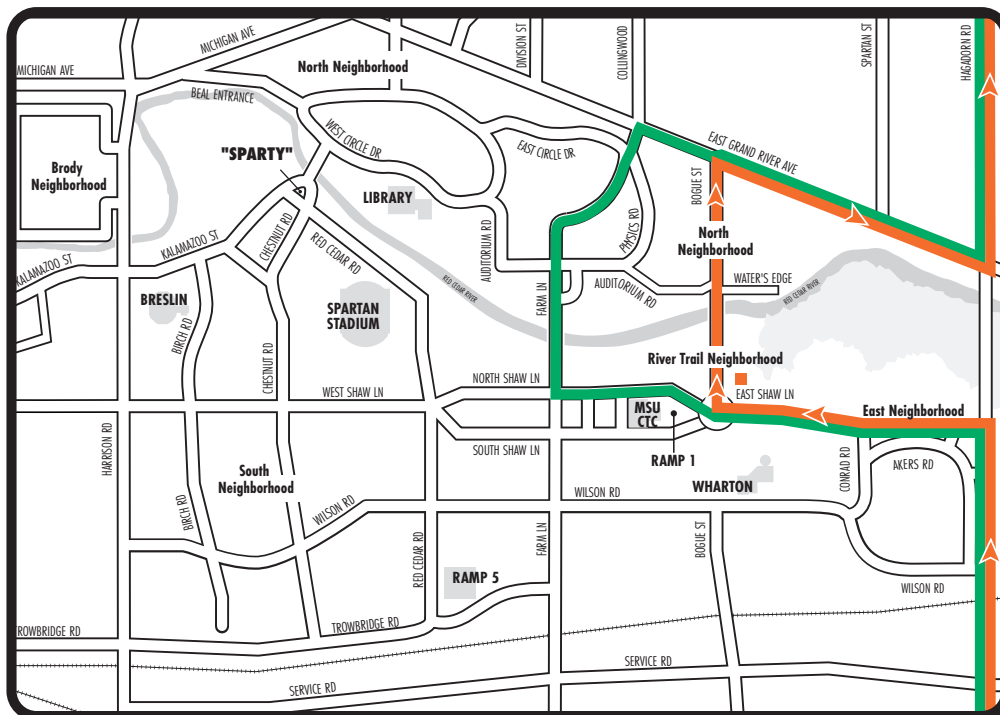 MICHIGAN AVE
MICHIGAN AVE
DIVISION ST
COLLINGWOOD
SPARTAN ST
HAGADORN RD
North Neighborhood
BEAL ENTRANCE
WEST CIRCLE DR
EAST CIRCLE DR
EAST GRAND RIVER AVE
"SPARTY"
Brody
Neighborhood
LIBRARY
BOGUE ST
PHYSICS RD
North
Neighborhood
KALAMAZOO ST
KALAMAZOO ST
CHESTNUT RD
RED CEDAR RD
AUDITORIUM RD
AUDITORIUM RD
WATER'S EDGE
RED CEDAR RIVER
RED CEDAR RIVER
FARM LN
BRESLIN
SPARTAN
STADIUM
BIRCH RD
CHESTNUT RD
River Trail Neighborhood
NORTH SHAW LN
WEST SHAW LN
EAST SHAW LN
MSU
CTC
East Neighborhood
HARRISON RD
SOUTH SHAW LN
RAMP 1
CONRAD RD
AKERS RD
South
Neighborhood
WHARTON
WILSON RD
WILSON RD
BIRCH RD
RED CEDAR RD
FARM LN
BOGUE ST
RAMP 5
WILSON RD
TROWBRIDGE RD
TROWBRIDGE RD
SERVICE RD
SERVICE RD